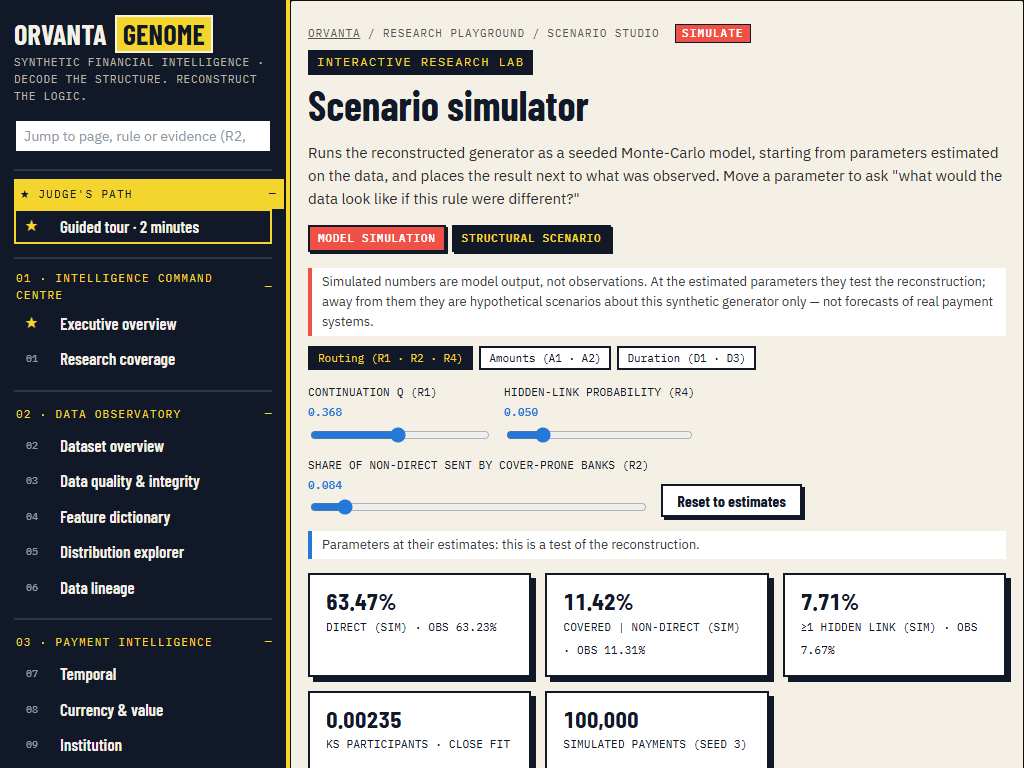 ORVANTA GENOME
SYNTHETIC FINANCIAL INTELLIGENCE ·
DECODE THE STRUCTURE. RECONSTRUCT
THE LOGIC.
Jump to page, rule or evidence (R2,
★ JUDGE'S PATH −
★ Guided tour · 2 minutes
01 · INTELLIGENCE COMMAND
CENTRE −
★ Executive overview
01 Research coverage
02 · DATA OBSERVATORY −
02 Dataset overview
03 Data quality & integrity
04 Feature dictionary
05 Distribution explorer
06 Data lineage
03 · PAYMENT INTELLIGENCE −
07 Temporal
08 Currency & value
09 Institution
ORVANTA / RESEARCH PLAYGROUND / SCENARIO STUDIO SIMULATE
INTERACTIVE RESEARCH LAB
Scenario simulator
Runs the reconstructed generator as a seeded Monte-Carlo model, starting from parameters estimated
on the data, and places the result next to what was observed. Move a parameter to ask "what would the
data look like if this rule were different?"
MODEL SIMULATION STRUCTURAL SCENARIO
Simulated numbers are model output, not observations. At the estimated parameters they test the reconstruction;
away from them they are hypothetical scenarios about this synthetic generator only — not forecasts of real payment
systems.
Routing (R1 · R2 · R4) Amounts (A1 · A2) Duration (D1 · D3)
CONTINUATION Q (R1) HIDDEN-LINK PROBABILITY (R4)
0.368 0.050
SHARE OF NON-DIRECT SENT BY COVER-PRONE BANKS (R2)
0.084
Reset to estimates
Parameters at their estimates: this is a test of the reconstruction.
63.47%
DIRECT (SIM) · OBS 63.23%
11.42%
COVERED | NON-DIRECT (SIM)
· OBS 11.31%
7.71%
≥1 HIDDEN LINK (SIM) · OBS
7.67%
0.00235
KS PARTICIPANTS · CLOSE FIT
100,000
SIMULATED PAYMENTS (SEED 3)